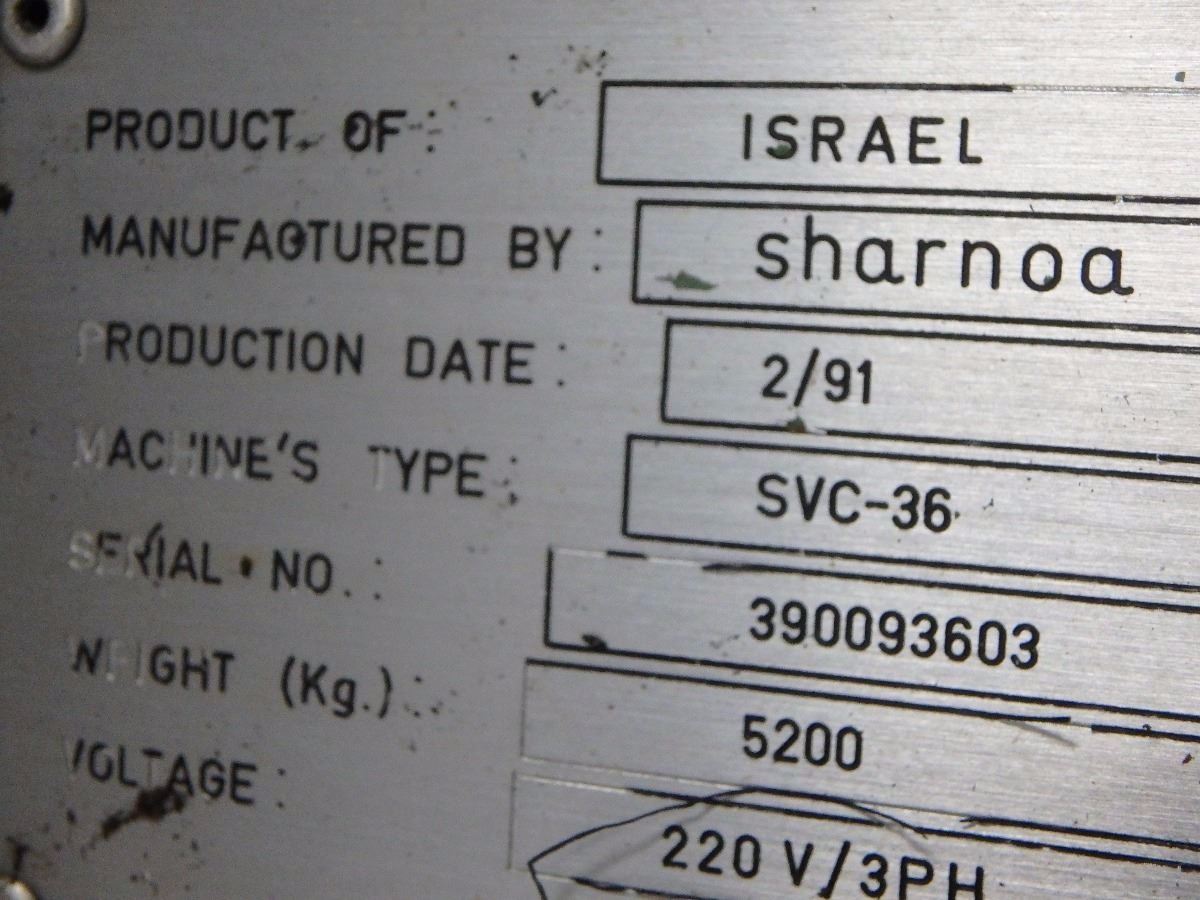 PRODUCT OF : ISRAEL
MANUFACTURED BY : sharnoa
PRODUCTION DATE : 2/91
MACHINE'S TYPE : SVC-36
SERIAL NO. : 390093603
WEIGHT (Kg.) : 5200
VOLTAGE : 220 V/3PH